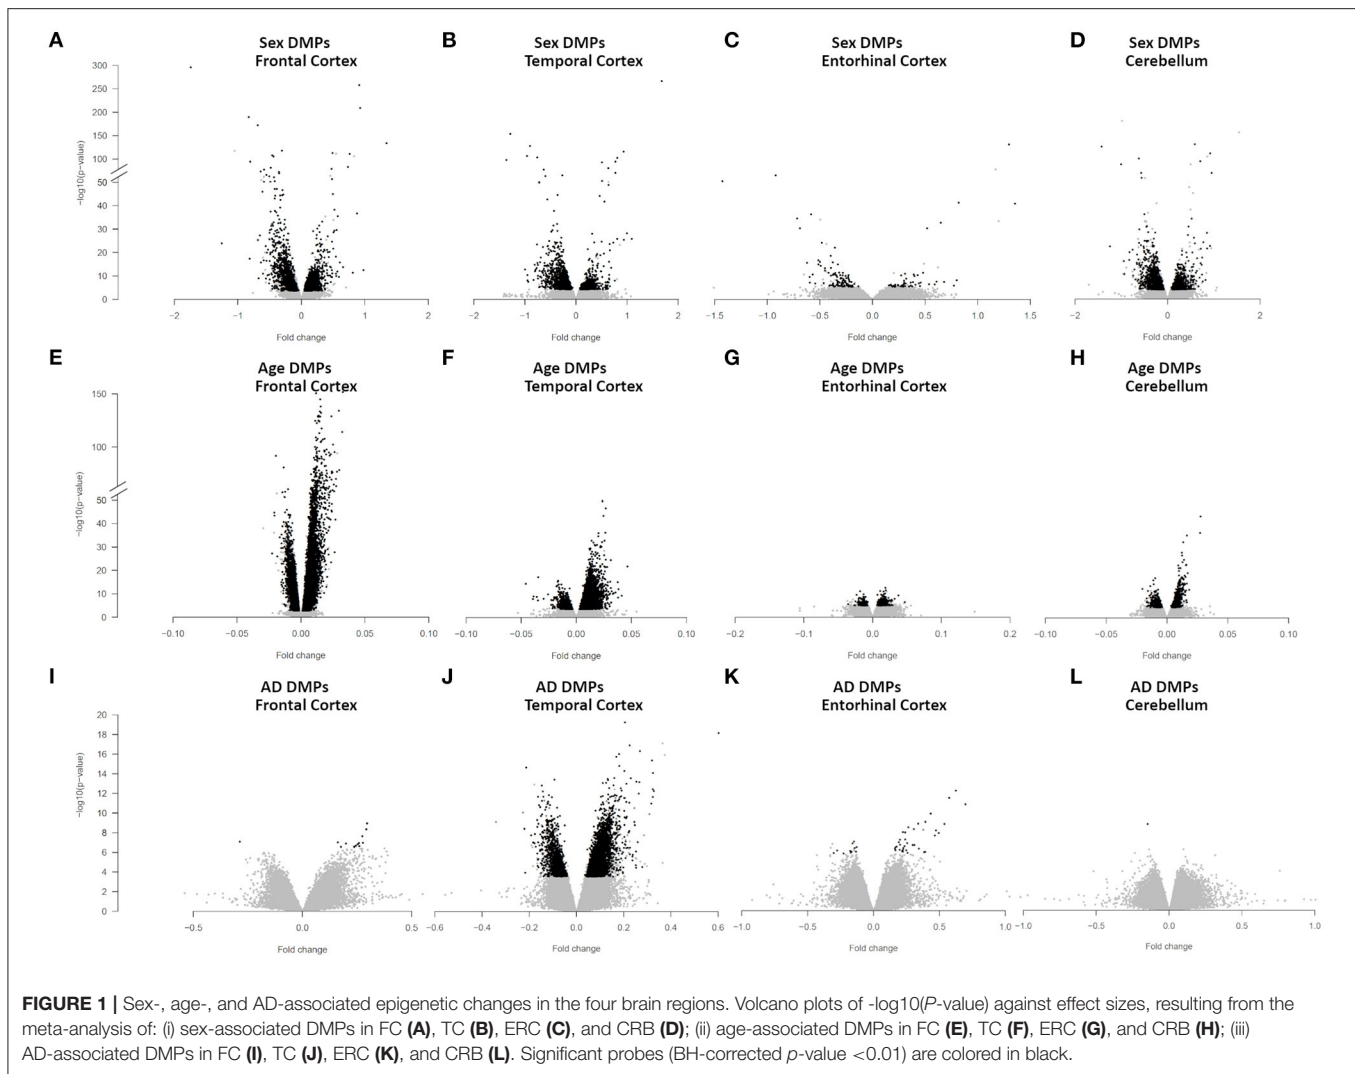 A
Sex DMPs
Frontal Cortex
B
Sex DMPs
Temporal Cortex
C
Sex DMPs
Entorhinal Cortex
D
Sex DMPs
Cerebellum
300
250
200
150
100
50
40
30
20
10
0
-log10(p-value)
−2 −1 0 1 2
−2 −1 0 1 2
−1.5 −1.0 −0.5 0.0 0.5 1.0 1.5
−2 −1 0 1 2
Fold change Fold change Fold change Fold change
E
Age DMPs
Frontal Cortex
F
Age DMPs
Temporal Cortex
G
Age DMPs
Entorhinal Cortex
H
Age DMPs
Cerebellum
150
100
50
40
30
20
10
0
-log10(p-value)
−0.10 −0.05 0.00 0.05 0.10
−0.10 −0.05 0.00 0.05 0.10
−0.2 −0.1 0.0 0.1 0.2
−0.10 −0.05 0.00 0.05 0.10
Fold change Fold change Fold change Fold change
I
AD DMPs
Frontal Cortex
J
AD DMPs
Temporal Cortex
K
AD DMPs
Entorhinal Cortex
L
AD DMPs
Cerebellum
20
18
16
14
12
10
8
6
4
2
0
-log10(p-value)
−0.5 0.0 0.5
−0.6 −0.4 −0.2 0.0 0.2 0.4 0.6
−1.0 −0.5 0.0 0.5 1.0
−1.0 −0.5 0.0 0.5 1.0
Fold change Fold change Fold change Fold change
FIGURE 1 | Sex-, age-, and AD-associated epigenetic changes in the four brain regions. Volcano plots of -log10(P-value) against effect sizes, resulting from the
meta-analysis of: (i) sex-associated DMPs in FC (A), TC (B), ERC (C), and CRB (D); (ii) age-associated DMPs in FC (E), TC (F), ERC (G), and CRB (H); (iii)
AD-associated DMPs in FC (I), TC (J), ERC (K), and CRB (L). Significant probes (BH-corrected p-value <0.01) are colored in black.